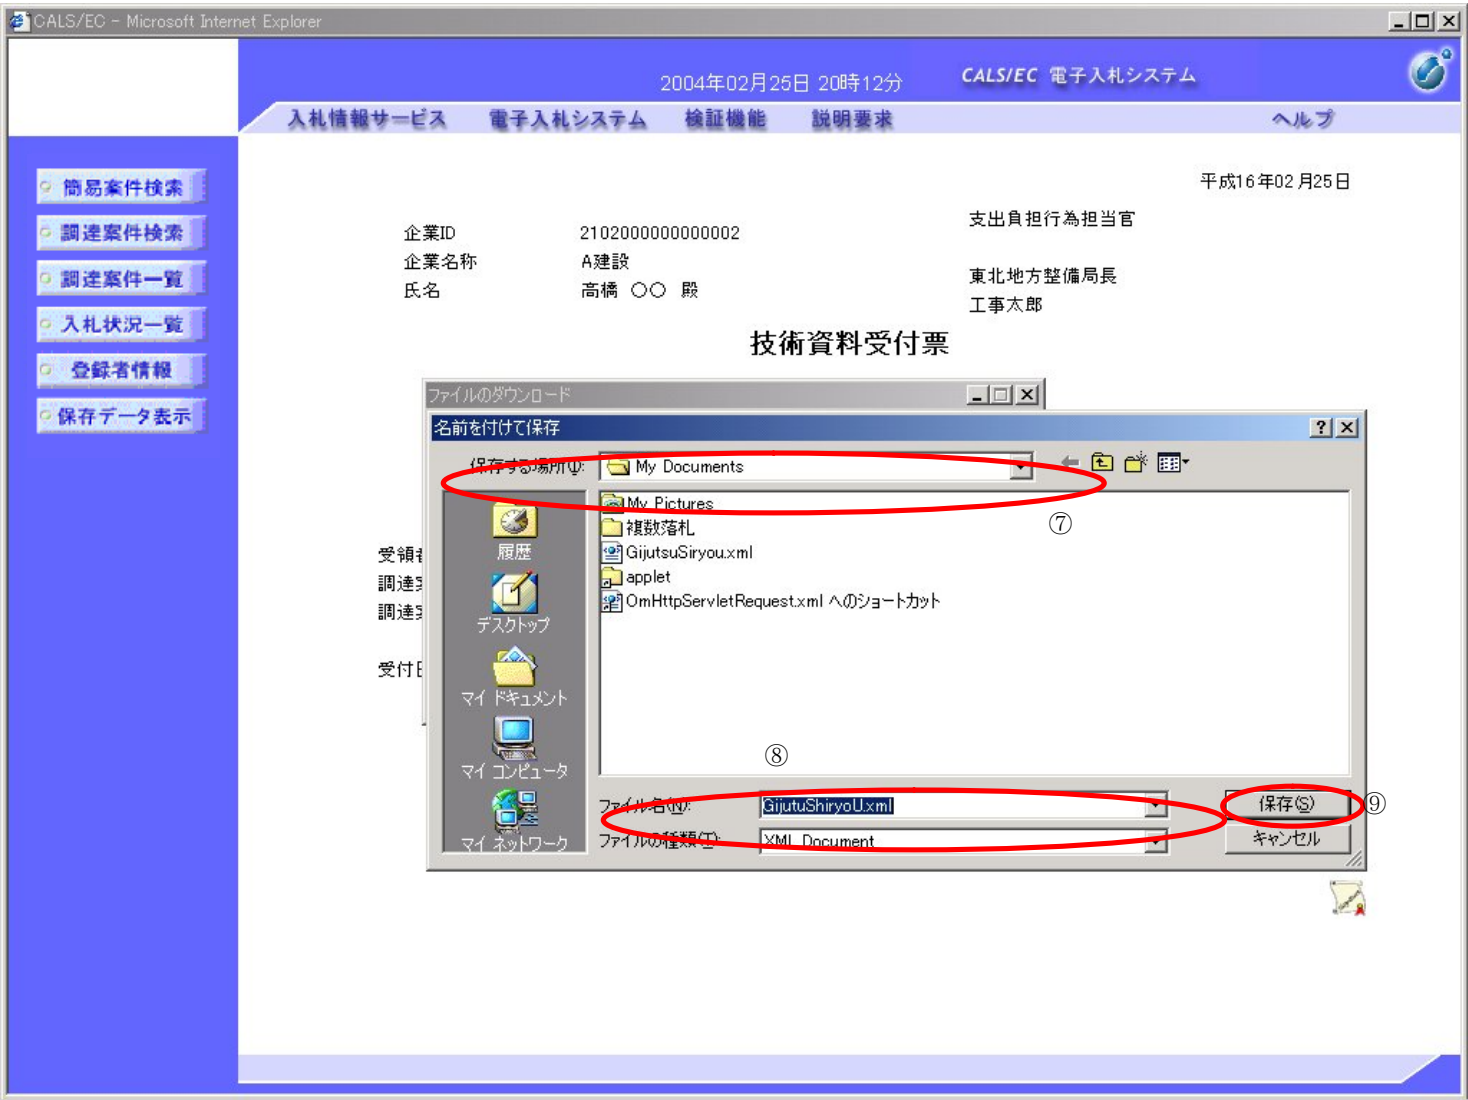 CALS/EC - Microsoft Internet Explorer
2004年02月25日 20時12分
CALS/EC 電子入札システム
入札情報サービス 電子入札システム 検証機能 説明要求 ヘルプ
簡易案件検索
調達案件検索
調達案件一覧
入札状況一覧
登録者情報
保存データ表示
平成16年02月25日
支出負担行為担当官
企業ID 2102000000000002
企業名称 A建設
氏名 高橋 〇〇 殿
東北地方整備局長
工事太郎
技術資料受付票
ファイルのダウンロード
名前を付けて保存
保存する場所(I): My Documents
My Pictures
⑦
複数落札
GijutsuSiryou.xml
applet
OmHttpServletRequest.xml へのショートカット
履歴
デスクトップ
マイ ドキュメント
マイ コンピュータ
マイ ネットワーク
受領
調達
調達
受付
⑧
ファイル名(N): GijutuShiryoU.xml
保存(S)
⑨
ファイルの種類(T): XML Document
キャンセル